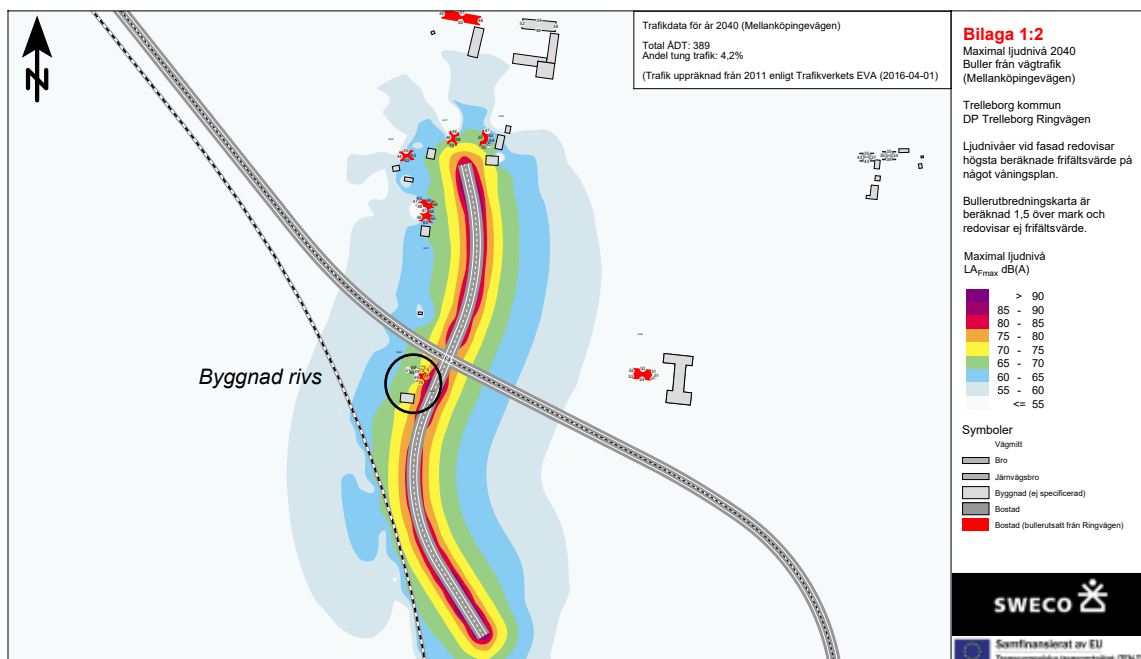 Trafikdata för år 2040 (Mellanköpingevägen)
Total ÅDT: 389
Andel tung trafik: 4,2%
(Trafik uppräknad från 2011 enligt Trafikverkets EVA (2016-04-01)
Byggnad rivs
N
Bilaga 1:2
Maximal ljudnivå 2040
Buller från vägtrafik
(Mellanköpingevägen)
Trelleborg kommun
DP Trelleborg Ringvägen
Ljudnivåer vid fasad redovisar
högsta beräknade frifältsvärde på
något våningsplan.
Bullerutbredningskarta är
beräknad 1,5 över mark och
redovisar ej frifältsvärde.
Maximal ljudnivå
LAFmax dB(A)
> 90
85 - 90
80 - 85
75 - 80
70 - 75
65 - 70
60 - 65
55 - 60
<= 55
Symboler
Vägmitt
Bro
Järnvägsbro
Byggnad (ej specificerad)
Bostad
Bostad (bullerutsatt från Ringvägen)
SWECO
Samfinansierat av EU